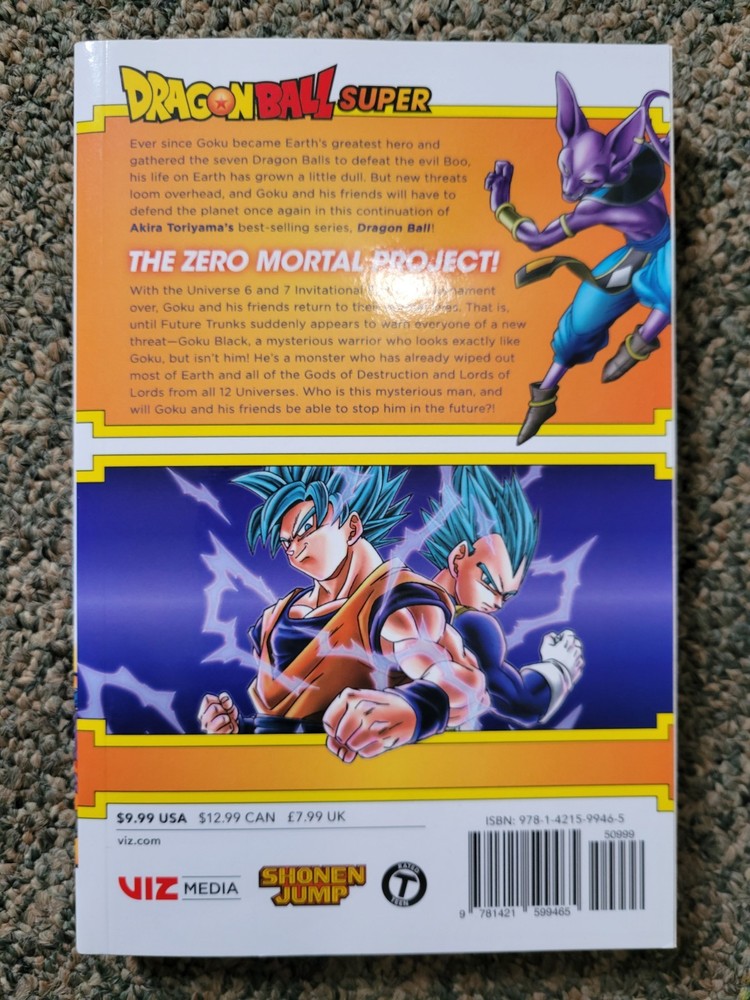 DRAGON BALL SUPER
Ever since Goku became Earth's greatest hero and
gathered the seven Dragon Balls to defeat the evil Boo,
his life on Earth has grown a little dull. But new threats
loom overhead, and Goku and his friends will have to
defend the planet once again in this continuation of
Akira Toriyama's best-selling series, Dragon Ball!
THE ZERO MORTAL PROJECT!
With the Universe 6 and 7 Invitational
over, Goku and his friends return to That is,
until Future Trunks suddenly appears to warn everyone of a new
threat—Goku Black, a mysterious warrior who looks exactly like
Goku, but isn't him! He's a monster who has already wiped out
most of Earth and all of the Gods of Destruction and Lords of
Lords from all 12 Universes. Who is this mysterious man, and
will Goku and his friends be able to stop him in the future?!
$9.99 USA $12.99 CAN £7.99 UK
viz.com
VIZ MEDIA
SHONEN JUMP
RATED T TEEN
ISBN: 978-1-4215-9946-5
50999
9 781421 599465